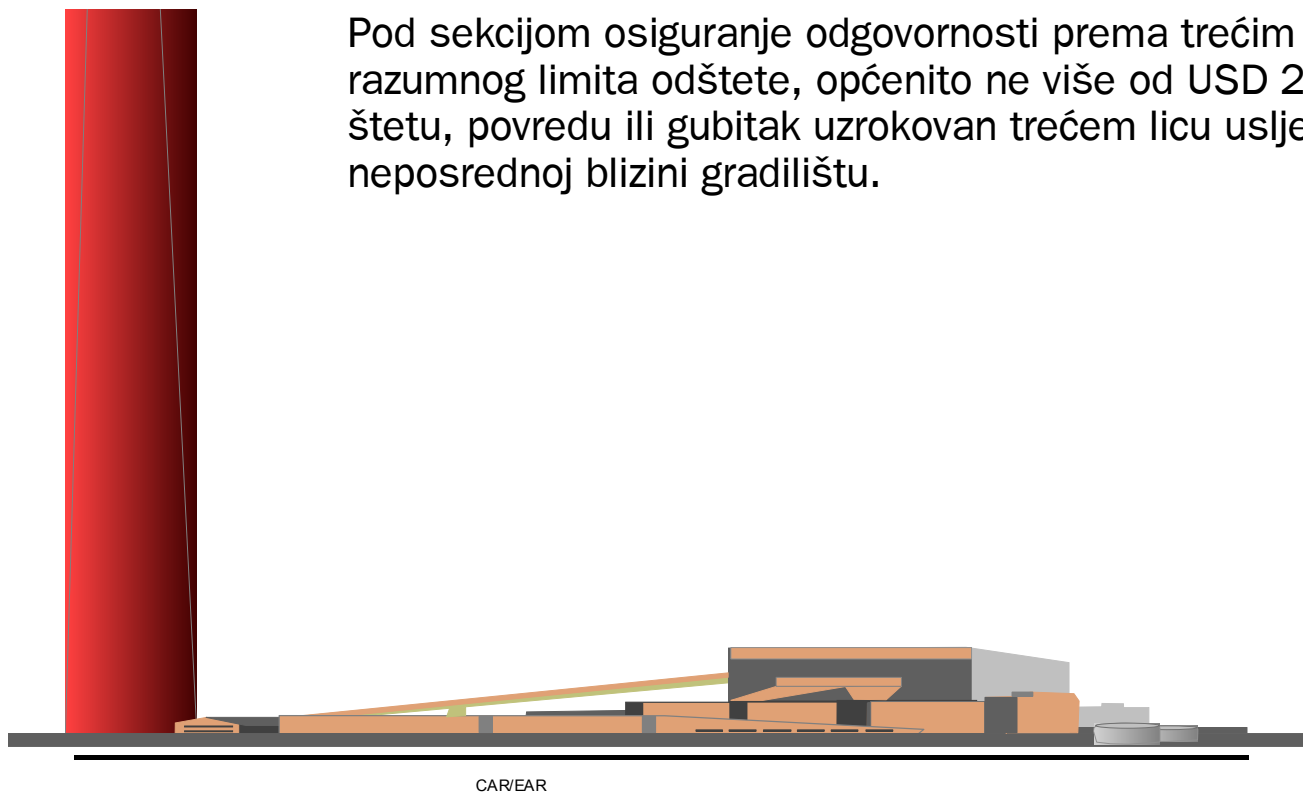 Pod sekcijom osiguranje odgovornosti prema trećim
razumnog limita odštete, općenito ne više od USD 2
štetu, povredu ili gubitak uzrokovan trećem licu uslje
neposrednoj blizini gradilištu.
CAR/EAR